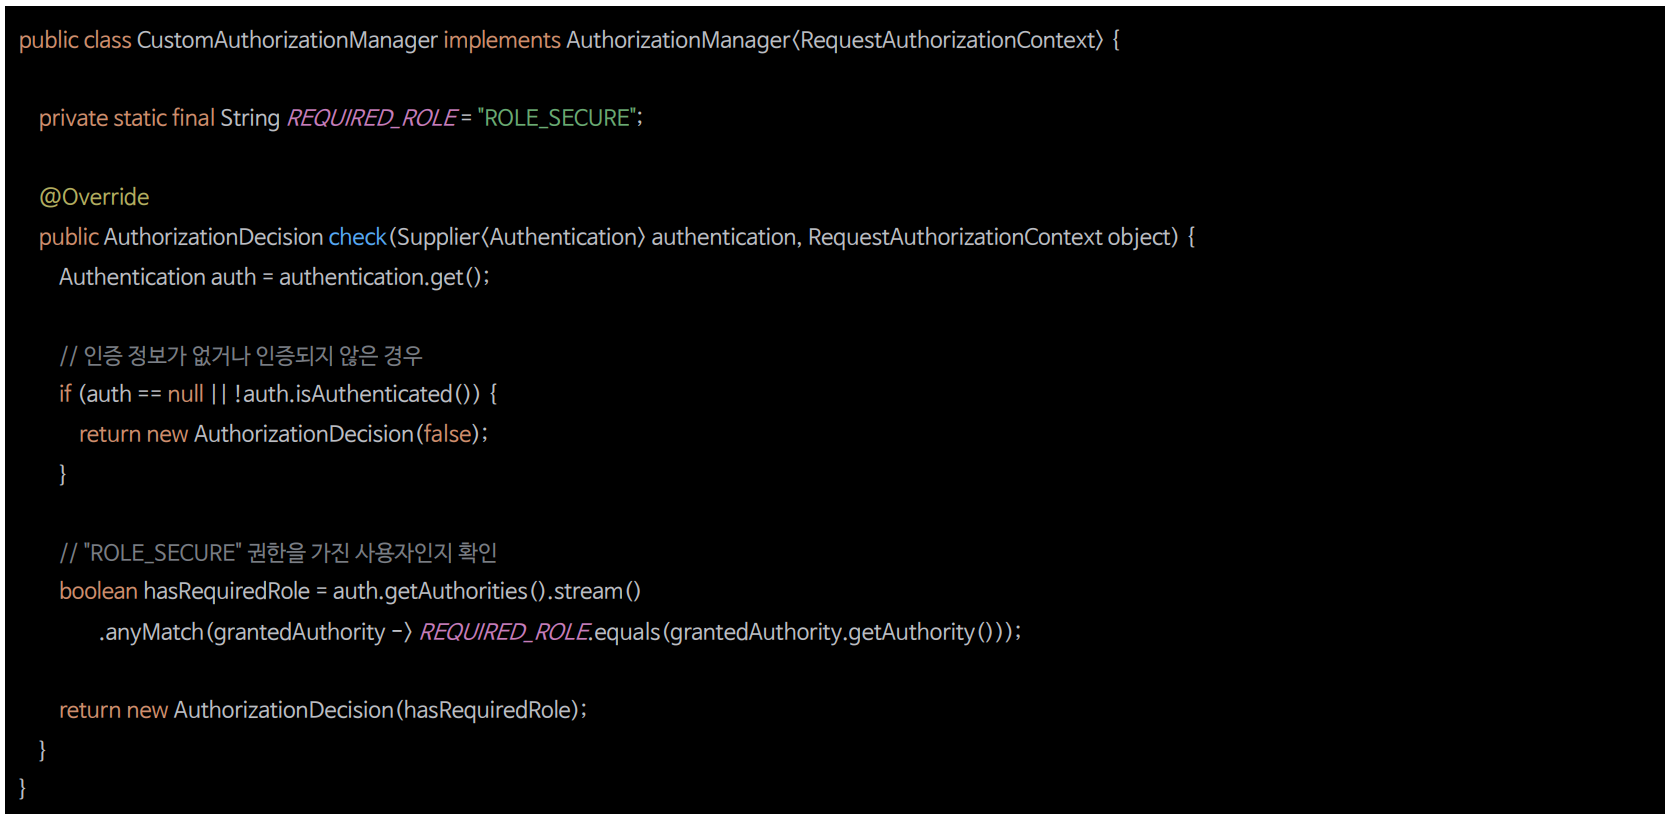 public class CustomAuthorizationManager implements AuthorizationManager<RequestAuthorizationContext> {
private static final String REQUIRED_ROLE = "ROLE_SECURE";
@Override
public AuthorizationDecision check(Supplier<Authentication> authentication, RequestAuthorizationContext object) {
Authentication auth = authentication.get();
// 인증 정보가 없거나 인증되지 않은 경우
if (auth == null || !auth.isAuthenticated()) {
return new AuthorizationDecision(false);
}
// "ROLE_SECURE" 권한을 가진 사용자인지 확인
boolean hasRequiredRole = auth.getAuthorities().stream()
.anyMatch(grantedAuthority -> REQUIRED_ROLE.equals(grantedAuthority.getAuthority()));
return new AuthorizationDecision(hasRequiredRole);
}
}